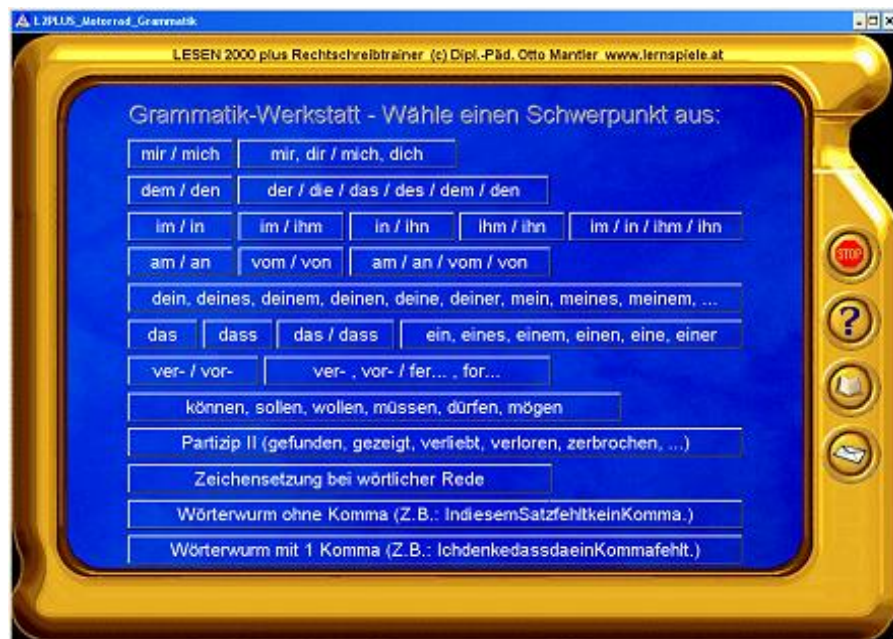 L2PLUS_Motorrad_Grammatik
LESEN 2000 plus Rechtschreibtrainer (c) Dipl.-Päd. Otto Mantler www.lernspiele.at
Grammatik-Werkstatt - Wähle einen Schwerpunkt aus:
mir / mich mir, dir / mich, dich
dem / den der / die / das / des / dem / den
im / in im / ihm in / ihn ihm / ihn im / in / ihm / ihn
am / an vom / von am / an / vom / von
dein, deines, deinem, deinen, deine, deiner, mein, meines, meinem, ...
das dass das / dass ein, eines, einem, einen, eine, einer
ver- / vor- ver- , vor- / fer... , for...
können, sollen, wollen, müssen, dürfen, mögen
STOP
?
Partizip II (gefunden, gezeigt, verliebt, verloren, zerbrochen, ...)
Zeichensetzung bei wörtlicher Rede
Wörterwurm ohne Komma (Z.B.: IndiesemSatzfehltkeinKomma.)
Wörterwurm mit 1 Komma (Z.B.: IchdenkedassdaeinKommafehlt.)